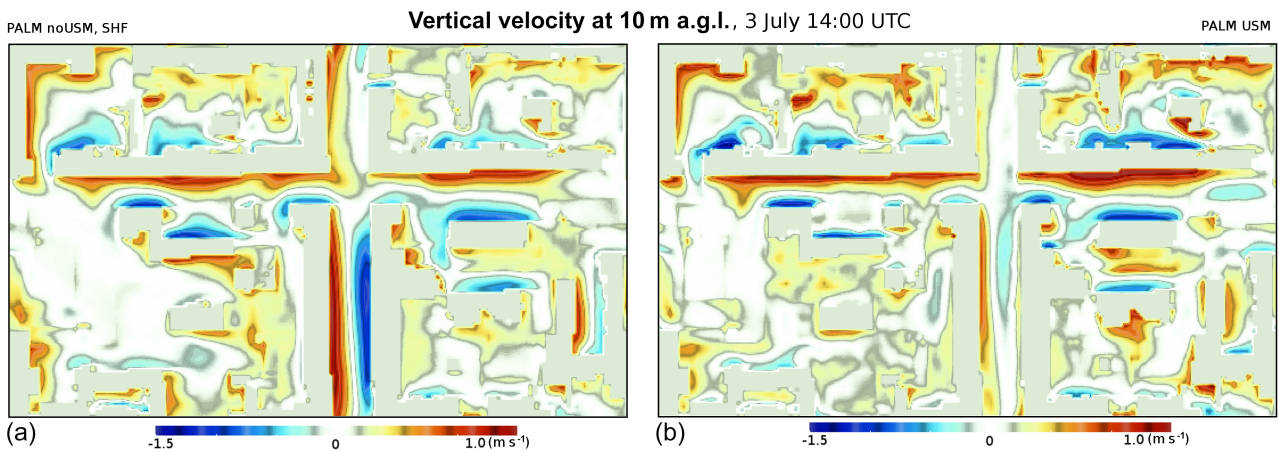 Vertical velocity at 10 m a.g.l., 3 July 14:00 UTC
PALM noUSM, SHF
PALM USM
(a)
-1.5 0 1.0 (m s-1)
(b)
-1.5 0 1.0 (m s-1)